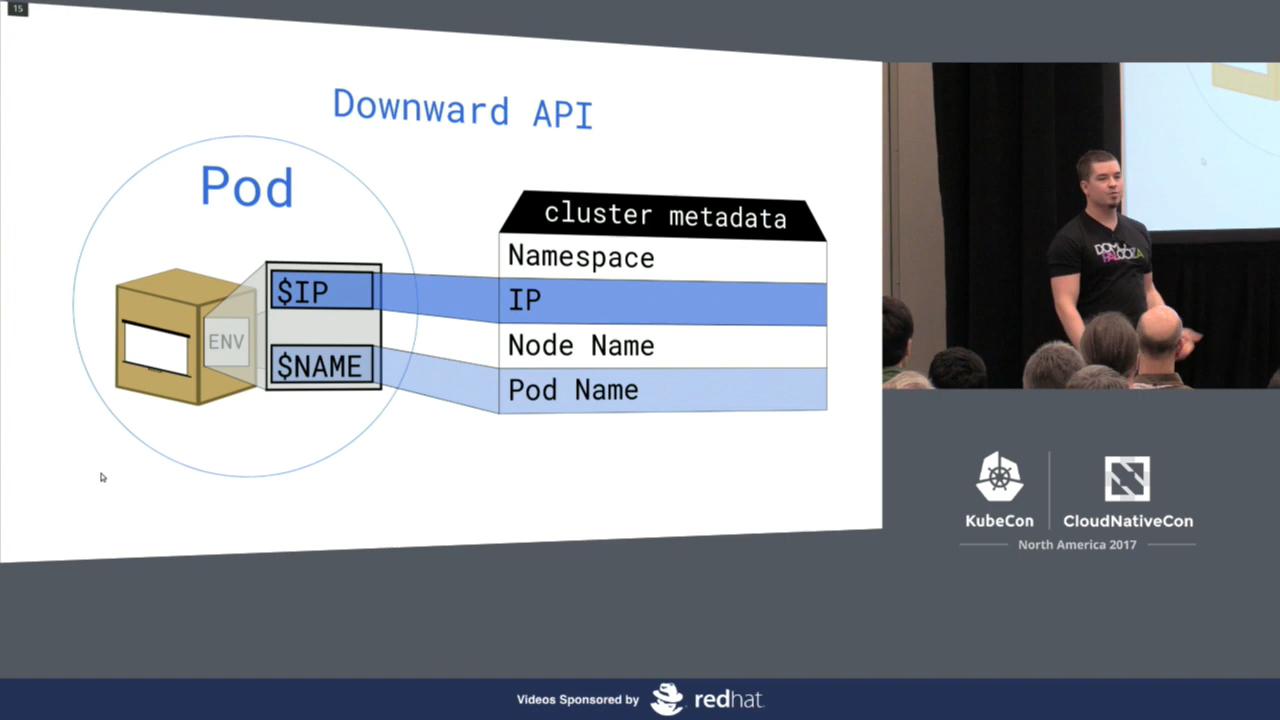 15
Downward API
Pod
cluster metadata
Namespace
$IP
IP
ENV
Node Name
$NAME
Pod Name
KubeCon
CloudNativeCon
North America 2017
Videos Sponsored by
redhat